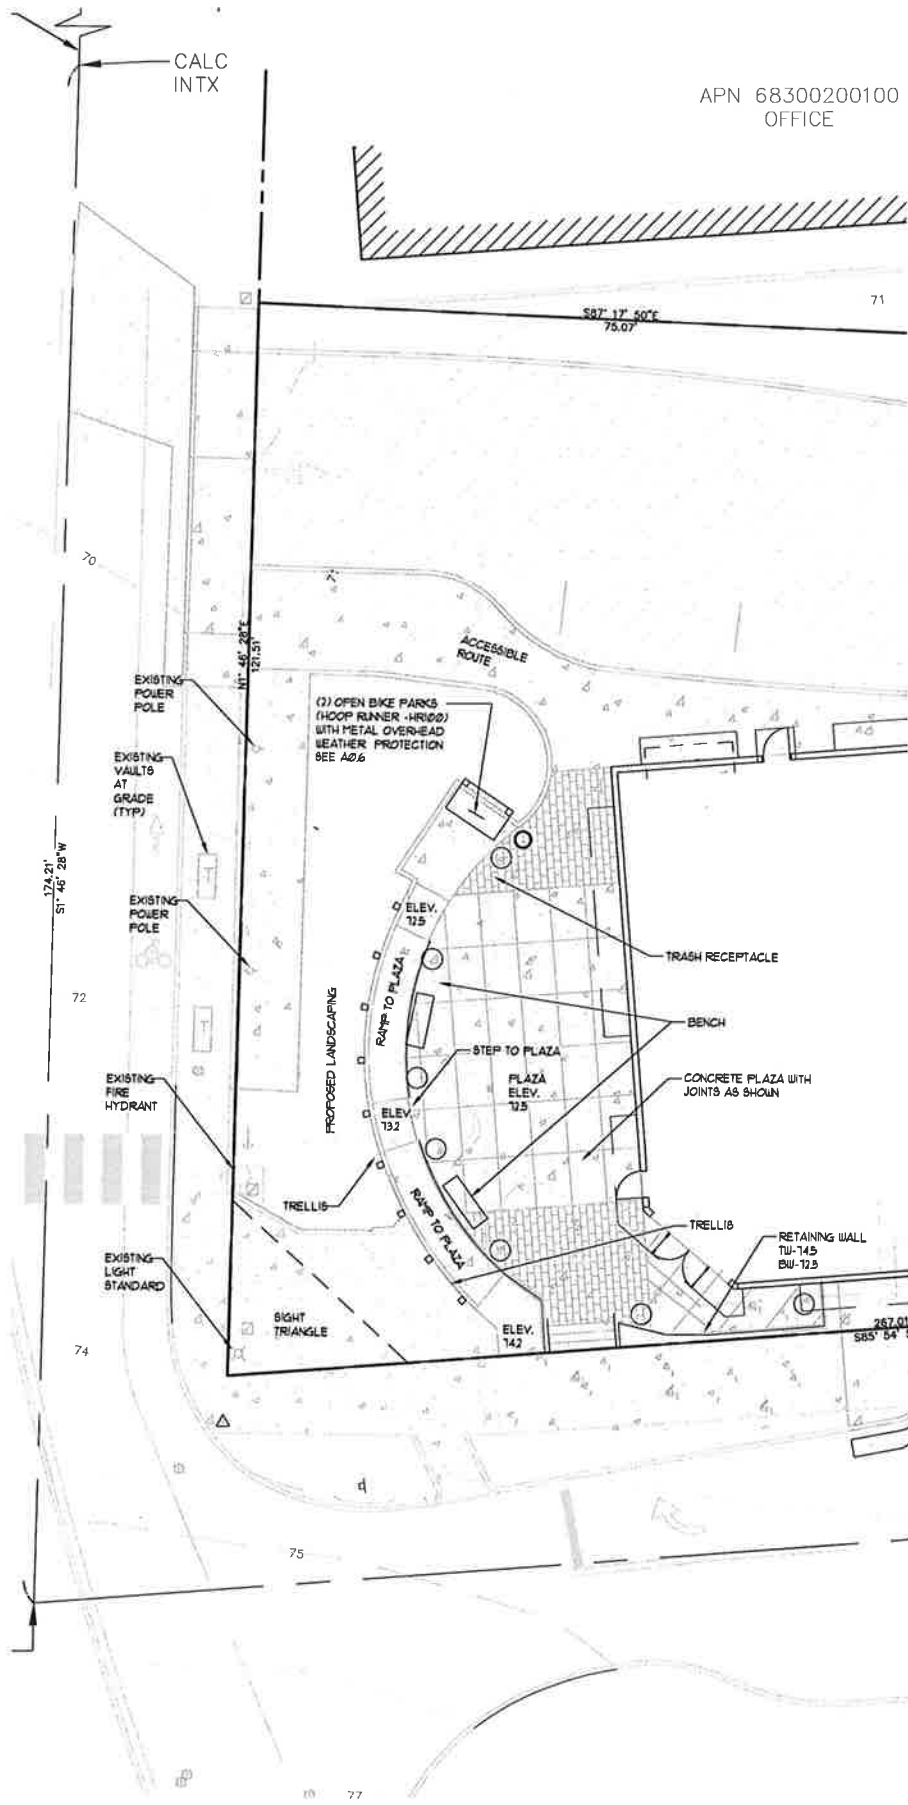 CALC
INTX
APN 68300200100
OFFICE
71
S87° 17' 50"E
75.07'
70
71
ACCESSIBLE
ROUTE
N1° 46' 28"E
121.51'
EXISTING
POWER
POLE
(2) OPEN BIKE PARKS
(HOOP RUNNER -HR100)
WITH METAL OVERHEAD
WEATHER PROTECTION
SEE A0.6
EXISTING
VAULTS
AT
GRADE
(TYP)
174.21'
S1° 46' 28"W
T
EXISTING
POWER
POLE
ELEV.
72.5
TRASH RECEPTACLE
RAMP TO PLAZA
72
PROPOSED LANDSCAPING
BENCH
T
STEP TO PLAZA
EXISTING
FIRE
HYDRANT
PLAZA
ELEV.
72.5
CONCRETE PLAZA WITH
JOINTS AS SHOWN
ELEV.
73.2
TRELLIS
RAMP TO PLAZA
TRELLIS
RETAINING WALL
TW-74.5
BW-72.5
EXISTING
LIGHT
STANDARD
SIGHT
TRIANGLE
ELEV.
74.2
267.01
S85° 54'
74
75
77